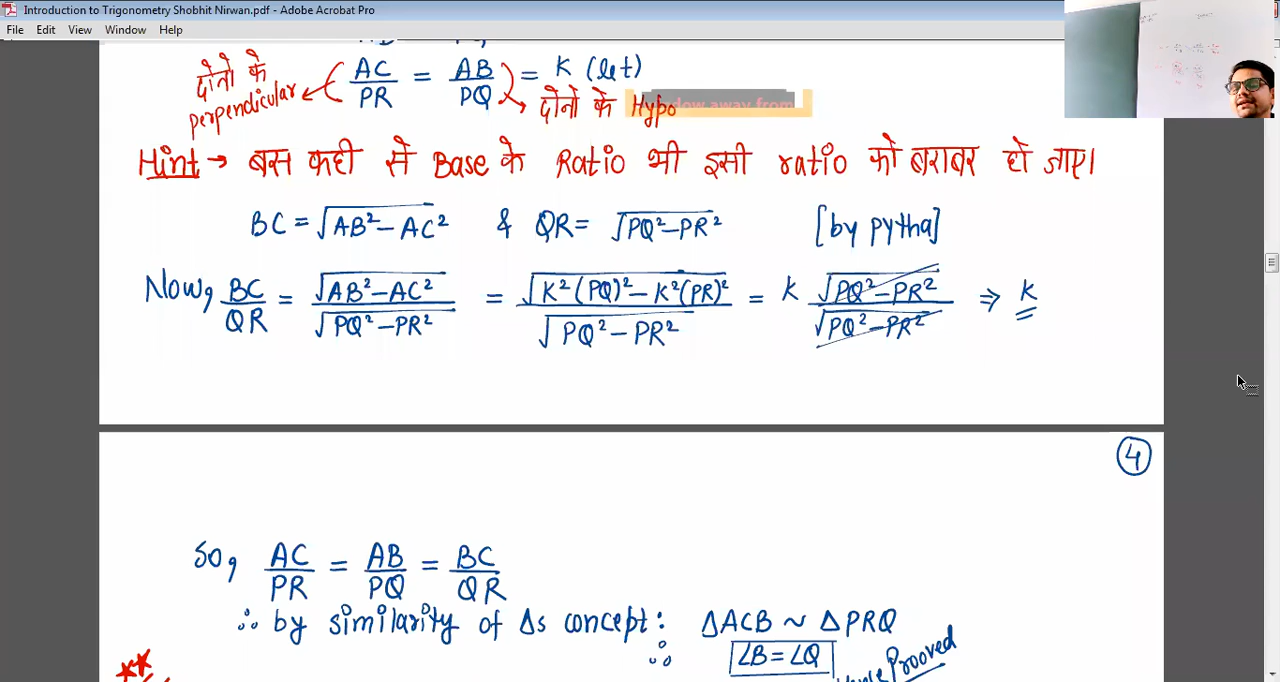 Introduction to Trigonometry Shobhit Nirwan.pdf - Adobe Acrobat Pro
File Edit View Window Help
दोनो के perpendicular ← ( AC/PR = AB/PQ ) = K (let)
→ दोनो के Hypo
Hint → बस कही से Base के Ratio भी इसी ratio को बराबर हो जाए।
BC = √AB² - AC² & QR = √PQ² - PR² [by pytha]
Now, BC/QR = √AB² - AC²/√PQ² - PR² = √K²(PQ)² - K²(PR)²/√PQ² - PR² = K √PQ² - PR²/√PQ² - PR² ⇒ K
4
So, AC/PR = AB/PQ = BC/QR
∴ by similarity of Δs concept: ΔACB ~ ΔPRQ
∴ ∠B = ∠Q
Prooved